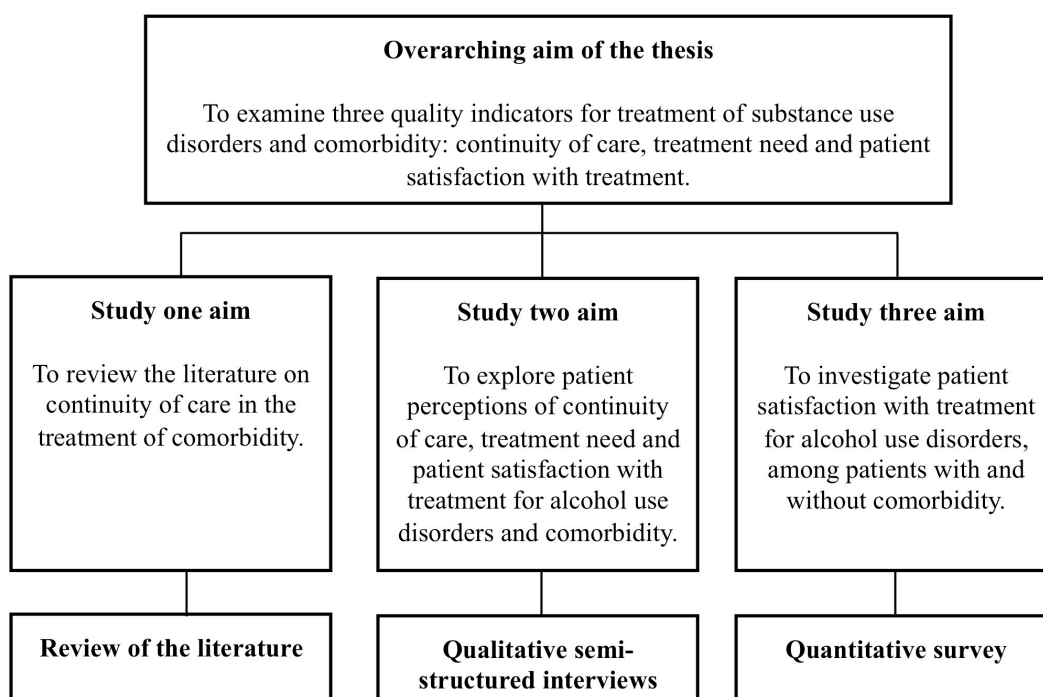 Overarching aim of the thesis
To examine three quality indicators for treatment of substance use
disorders and comorbidity: continuity of care, treatment need and patient
satisfaction with treatment.
Study one aim
To review the literature on
continuity of care in the
treatment of comorbidity.
Study two aim
To explore patient
perceptions of continuity
of care, treatment need and
patient satisfaction with
treatment for alcohol use
disorders and comorbidity.
Study three aim
To investigate patient
satisfaction with treatment
for alcohol use disorders,
among patients with and
without comorbidity.
Review of the literature
Qualitative semi-
structured interviews
Quantitative survey